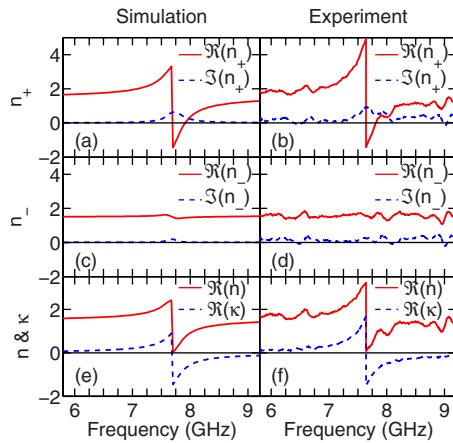 Simulation Experiment
n+
4
2
0
−2
ℜ(n+)
ℑ(n+)
(a)
ℜ(n+)
ℑ(n+)
(b)
n−
4
2
0
−2
ℜ(n−)
ℑ(n−)
(c)
ℜ(n−)
ℑ(n−)
(d)
n & κ
2
0
−2
ℜ(n)
ℜ(κ)
(e)
ℜ(n)
ℜ(κ)
(f)
6 7 8 9 6 7 8 9
Frequency (GHz) Frequency (GHz)